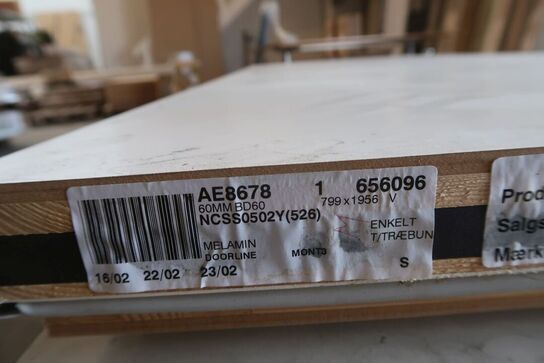 AE8678 1 656096
60MM BD60 799 x1956 V
NCSS0502Y(526)
ENKELT
MELAMIN T/TRÆBUN
DOORLINE MONT3
16/02 22/02 23/02 S
Prod
Salgs
Mærk